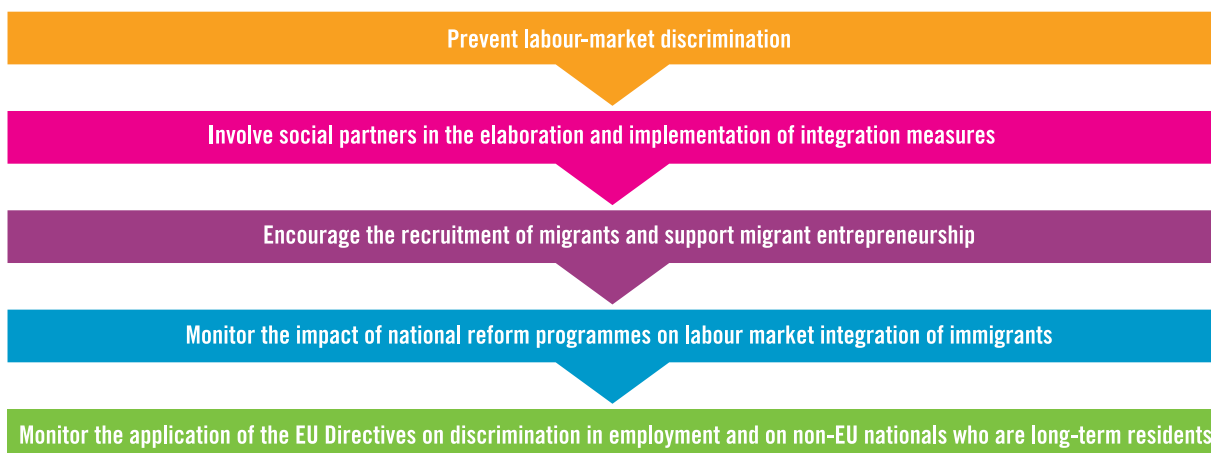 Prevent labour-market discrimination
Involve social partners in the elaboration and implementation of integration measures
Encourage the recruitment of migrants and support migrant entrepreneurship
Monitor the impact of national reform programmes on labour market integration of immigrants
Monitor the application of the EU Directives on discrimination in employment and on non-EU nationals who are long-term residents